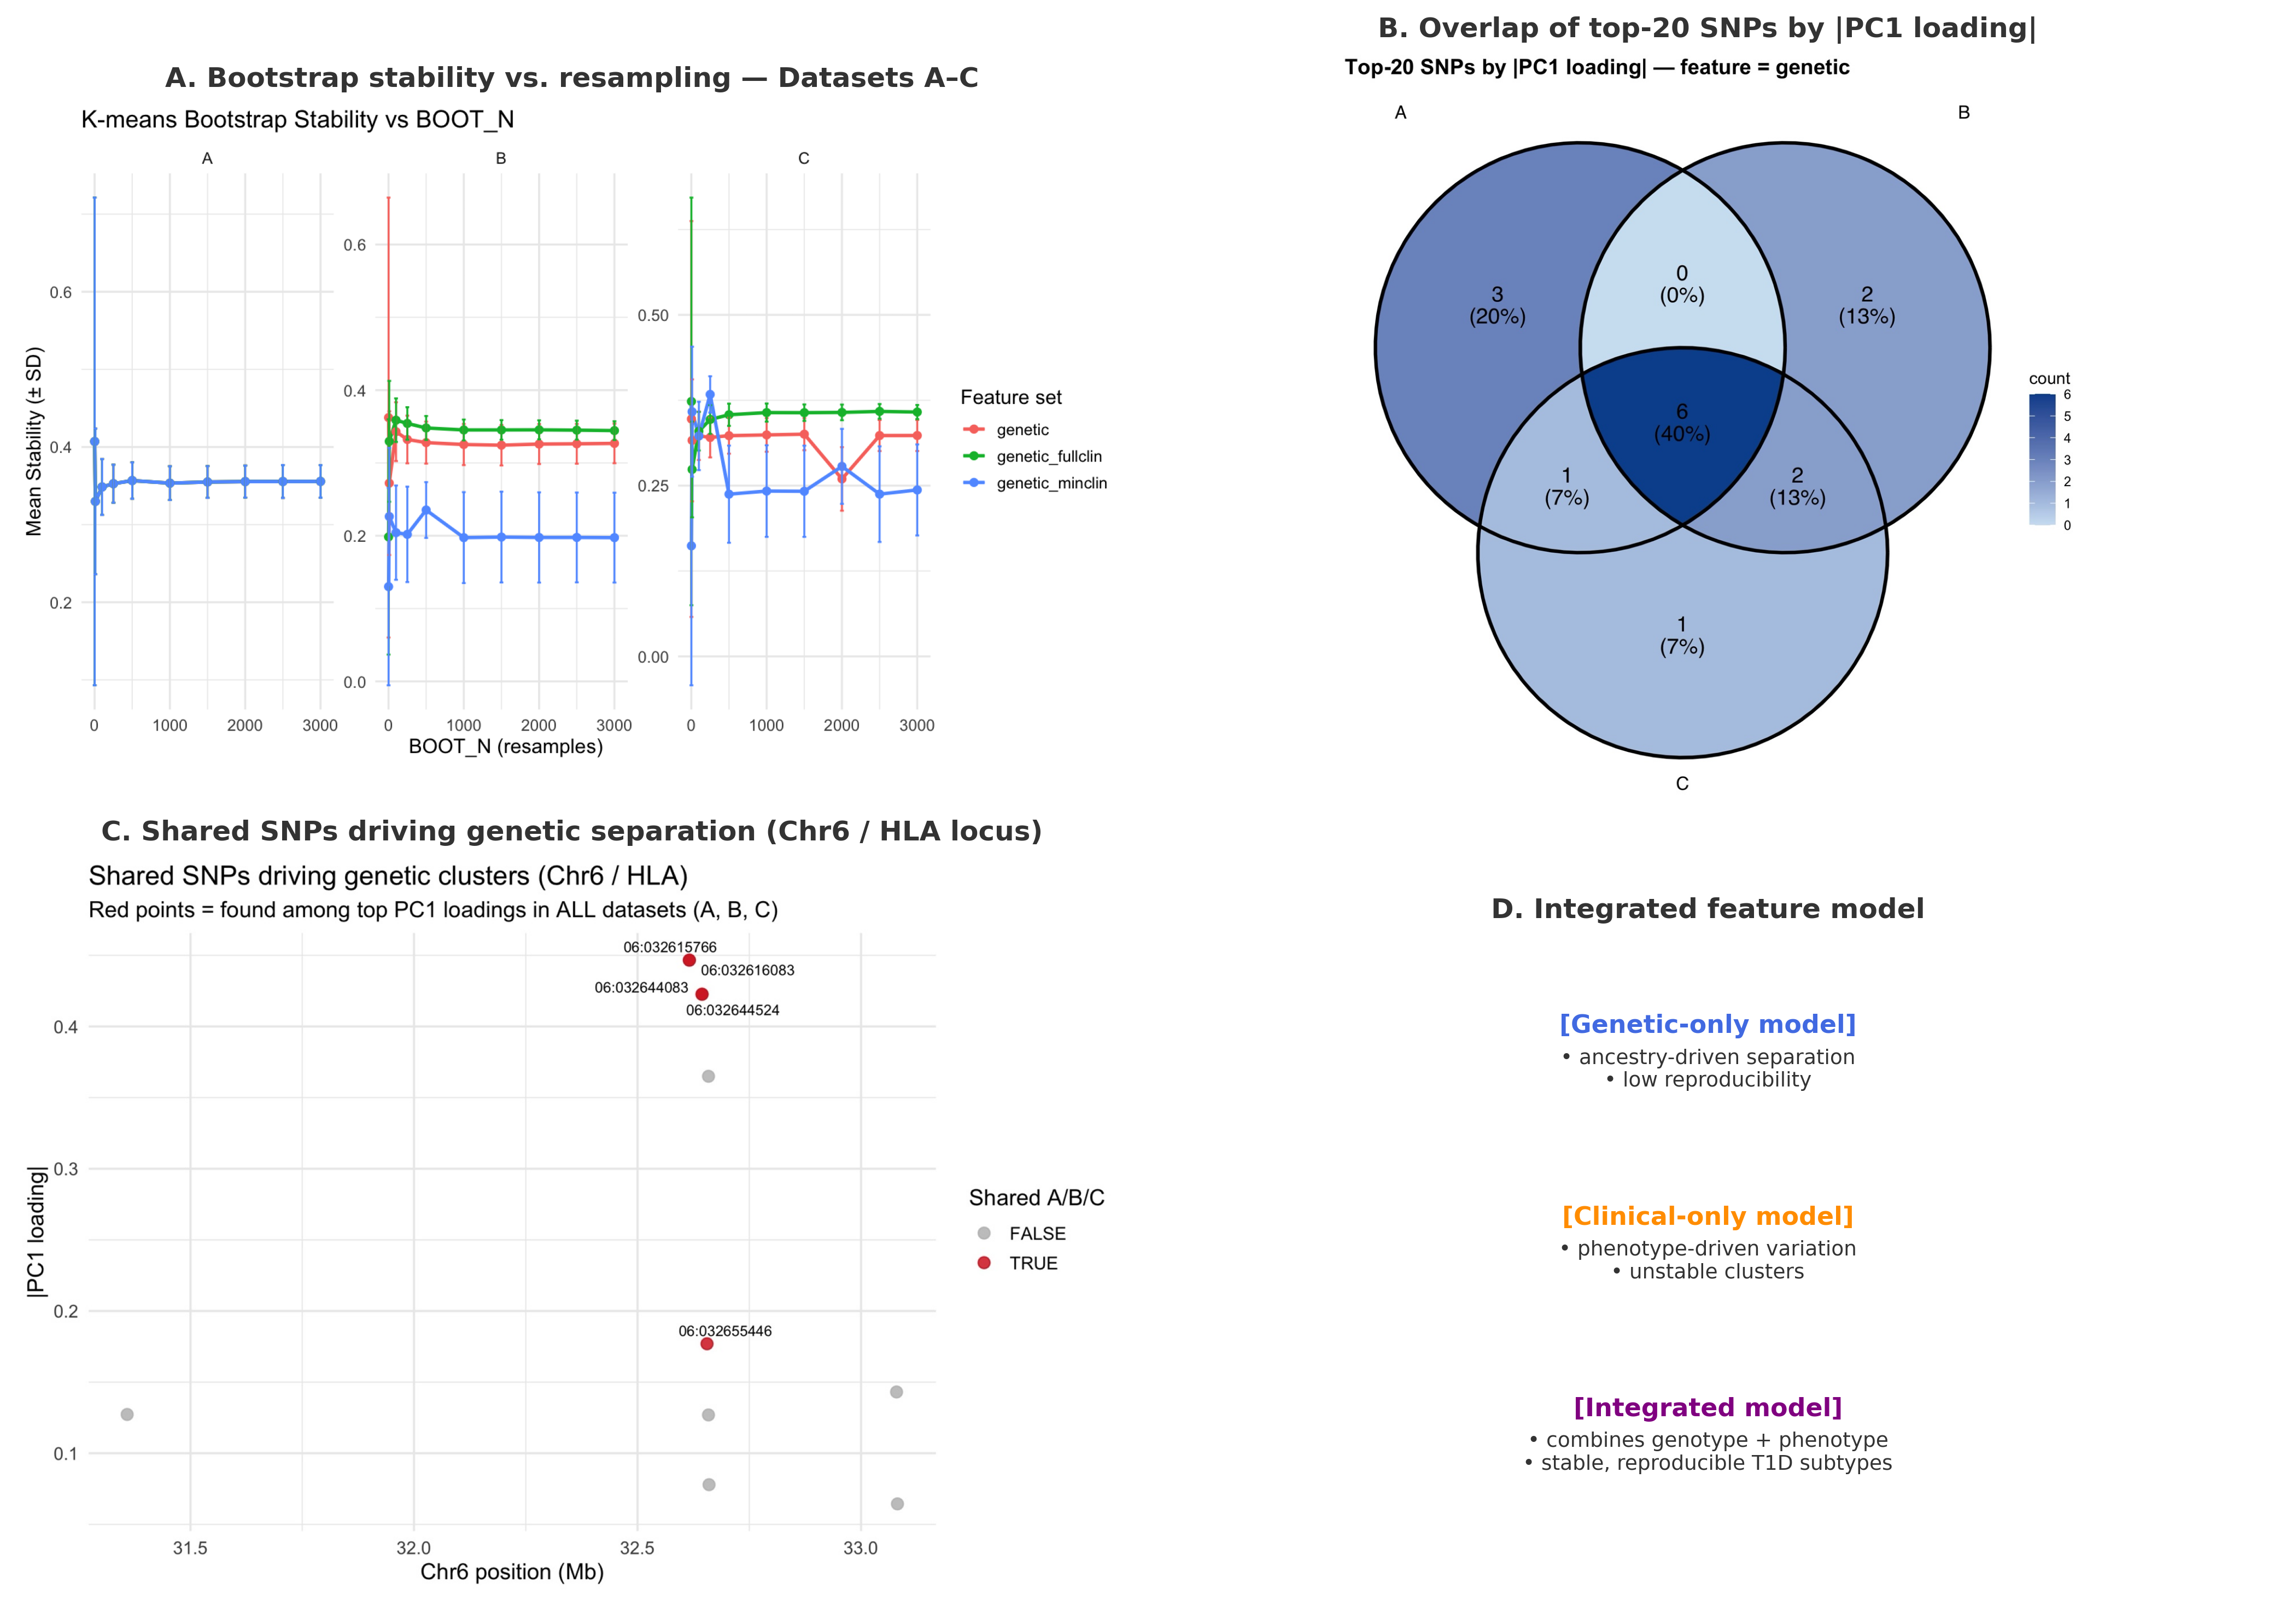 A. Bootstrap stability vs. resampling — Datasets A–C
K-means Bootstrap Stability vs BOOT_N
A
B
C
Mean Stability (± SD)
0.6
0.4
0.2
0.6
0.4
0.2
0.0
0.50
0.25
0.00
0 1000 2000 3000
0 1000 2000 3000
0 1000 2000 3000
BOOT_N (resamples)
Feature set
genetic
genetic_fullclin
genetic_minclin
B. Overlap of top-20 SNPs by |PC1 loading|
Top-20 SNPs by |PC1 loading| — feature = genetic
A
B
3
(20%)
0
(0%)
2
(13%)
6
(40%)
1
(7%)
2
(13%)
1
(7%)
C
count
6
5
4
3
2
1
0
C. Shared SNPs driving genetic separation (Chr6 / HLA locus)
Shared SNPs driving genetic clusters (Chr6 / HLA)
Red points = found among top PC1 loadings in ALL datasets (A, B, C)
06:032615766
06:032616083
06:032644083
06:032644524
06:032655446
|PC1 loading|
0.4
0.3
0.2
0.1
31.5 32.0 32.5 33.0
Chr6 position (Mb)
Shared A/B/C
FALSE
TRUE
D. Integrated feature model
[Genetic-only model]
• ancestry-driven separation
• low reproducibility
[Clinical-only model]
• phenotype-driven variation
• unstable clusters
[Integrated model]
• combines genotype + phenotype
• stable, reproducible T1D subtypes